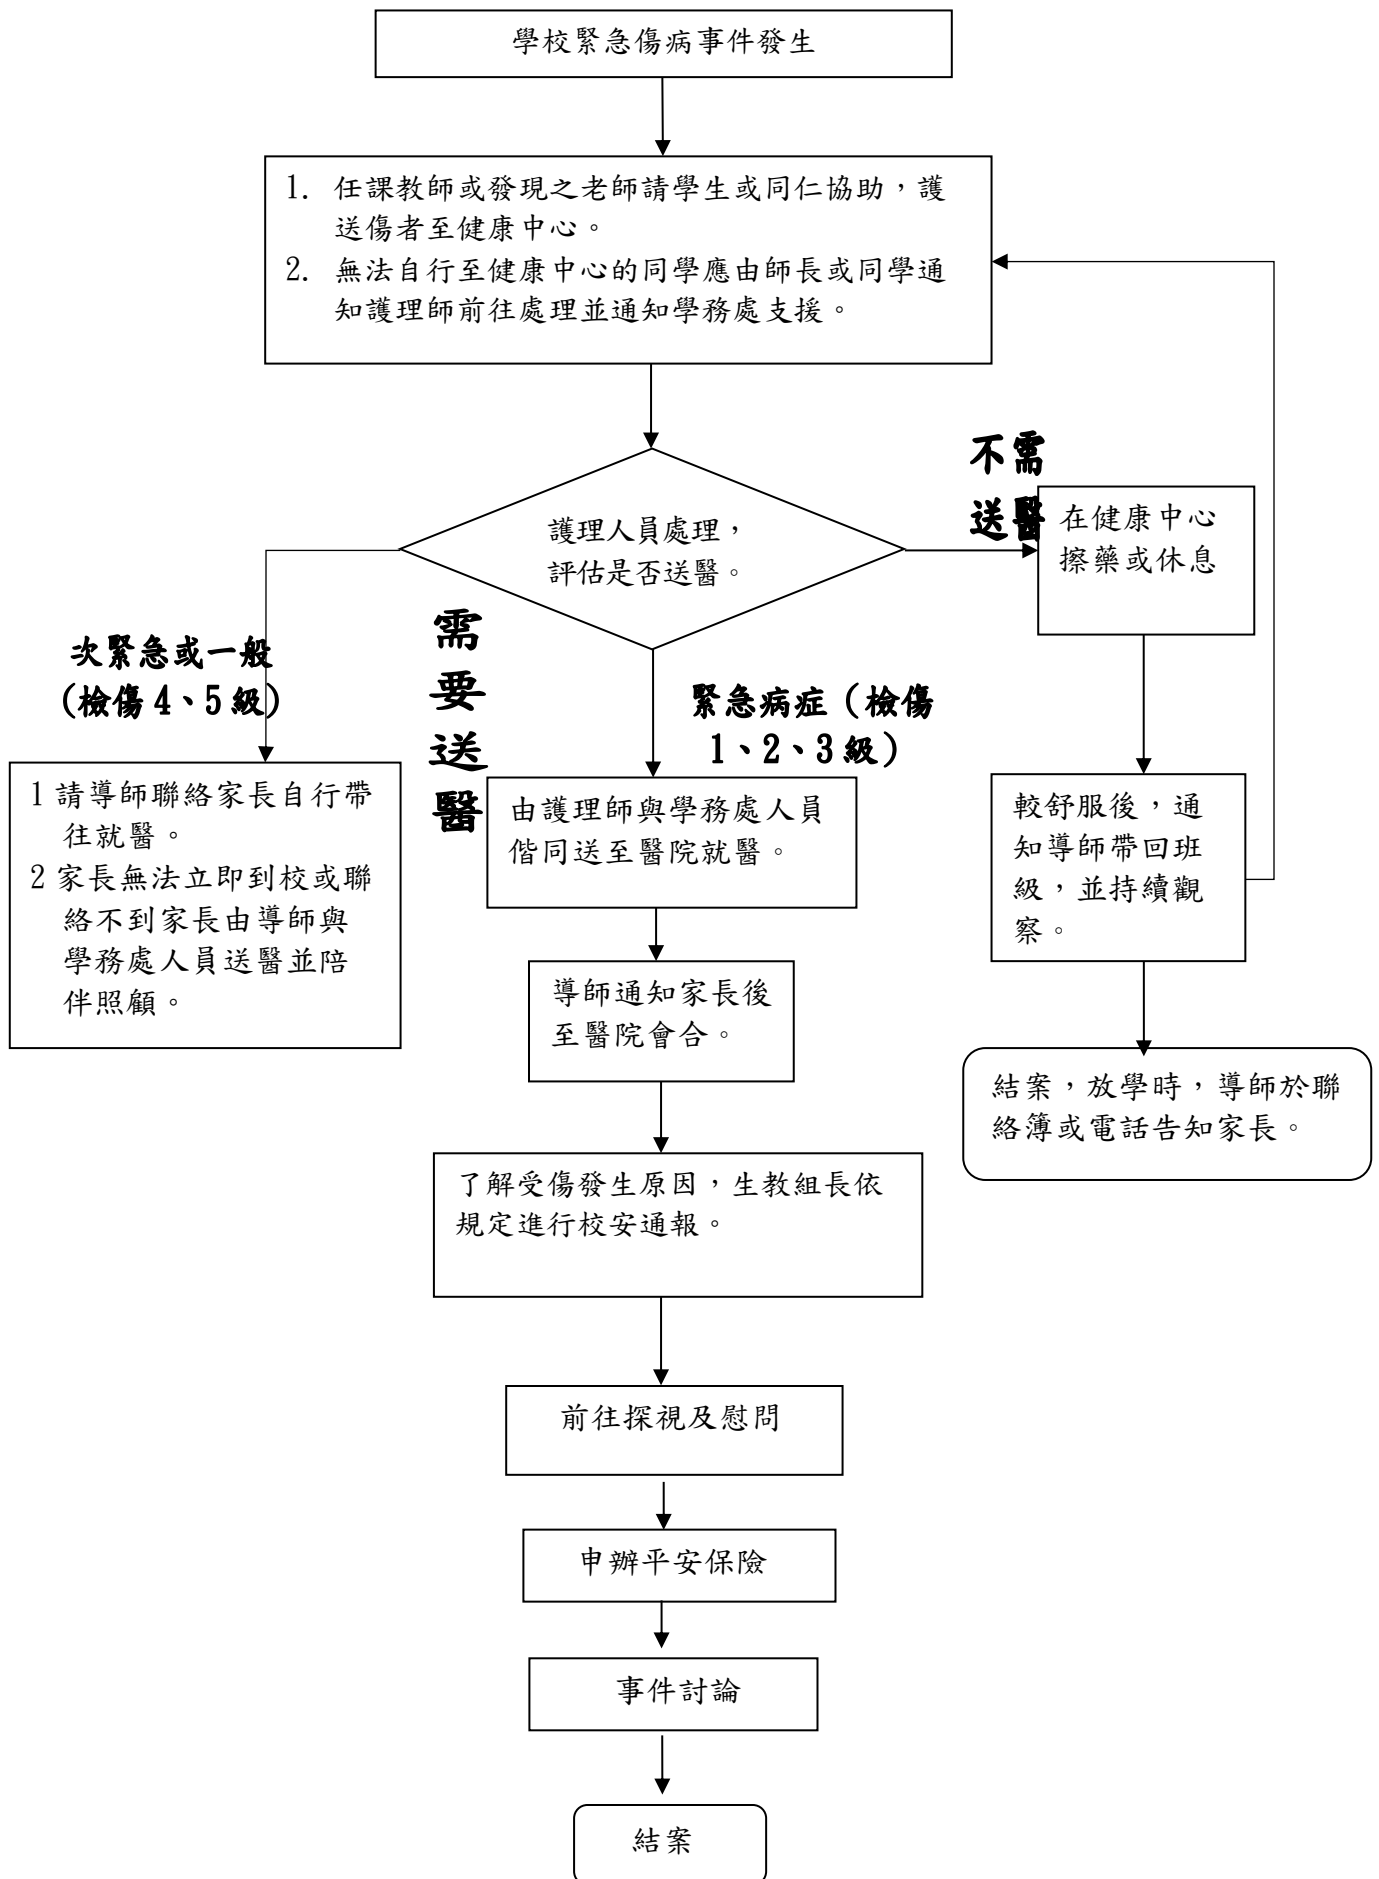 學校緊急傷病事件發生
1. 任課教師或發現之老師請學生或同仁協助，護
送傷者至健康中心。
2. 無法自行至健康中心的同學應由師長或同學通
知護理師前往處理並通知學務處支援。
不需
送醫
護理人員處理，
評估是否送醫。
在健康中心
擦藥或休息
次緊急或一般
(檢傷 4、5 級)
需
要
送
醫
緊急病症（檢傷
1、2、3 級）
1 請導師聯絡家長自行帶
往就醫。
2 家長無法立即到校或聯
絡不到家長由導師與
學務處人員送醫並陪
伴照顧。
由護理師與學務處人員
偕同送至醫院就醫。
較舒服後，通
知導師帶回班
級，並持續觀
察。
導師通知家長後
至醫院會合。
結案，放學時，導師於聯
絡簿或電話告知家長。
了解受傷發生原因，生教組長依
規定進行校安通報。
前往探視及慰問
申辦平安保險
事件討論
結案